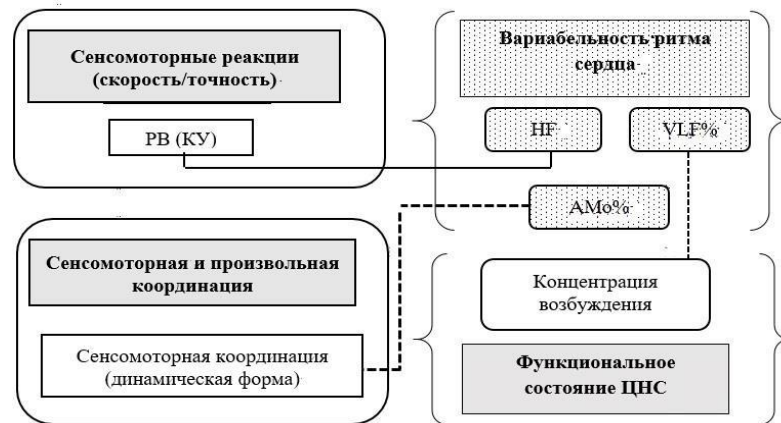 Сенсомоторные реакции
(скорость/точность)
РВ (КУ)
Вариабельность ритма
сердца
HF
VLF%
AMo%
Сенсомоторная и произвольная
координация
Сенсомоторная координация
(динамическая форма)
Концентрация
возбуждения
Функциональное
состояние ЦНС